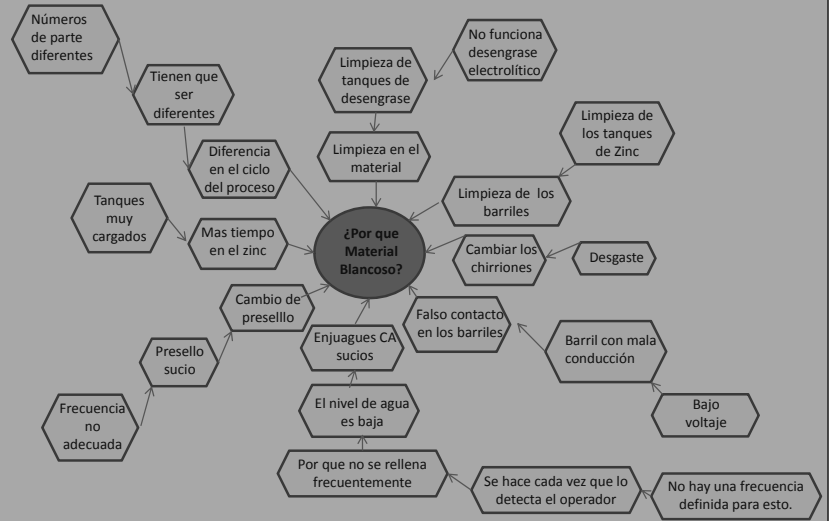 Números
de parte
diferentes
Tienen que
ser
diferentes
Diferencia
en el ciclo
del proceso
Limpieza de
tanques de
desengrase
No funciona
desengrase
electrolítico
Limpieza en el
material
Limpieza de
los tanques
de Zinc
Limpieza de los
barriles
Tanques
muy
cargados
Mas tiempo
en el zinc
¿Por que
Material
Blancoso?
Cambiar los
chirriones
Desgaste
Cambio de
preselllo
Presello
sucio
Frecuencia
no
adecuada
Enjuagues CA
sucios
Falso contacto
en los barriles
Barril con mala
conducción
Bajo
voltaje
El nivel de agua
es baja
Por que no se rellena
frecuentemente
Se hace cada vez que lo
detecta el operador
No hay una frecuencia
definida para esto.